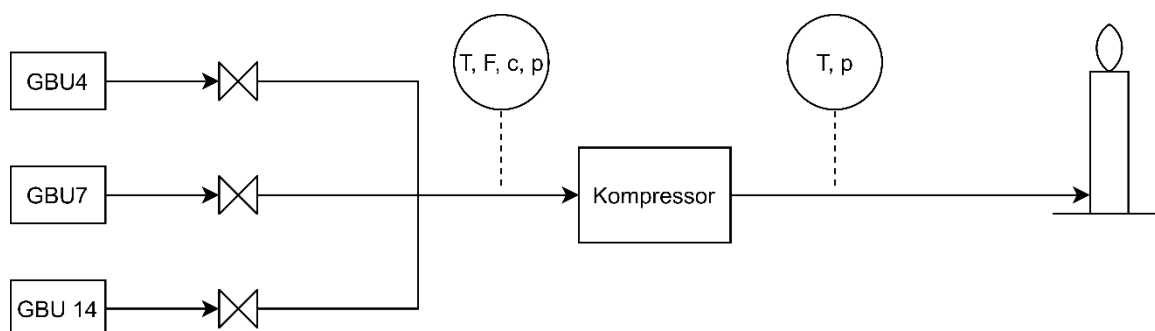 GBU4
T, F, c, p
T, p
GBU7
Kompressor
GBU 14